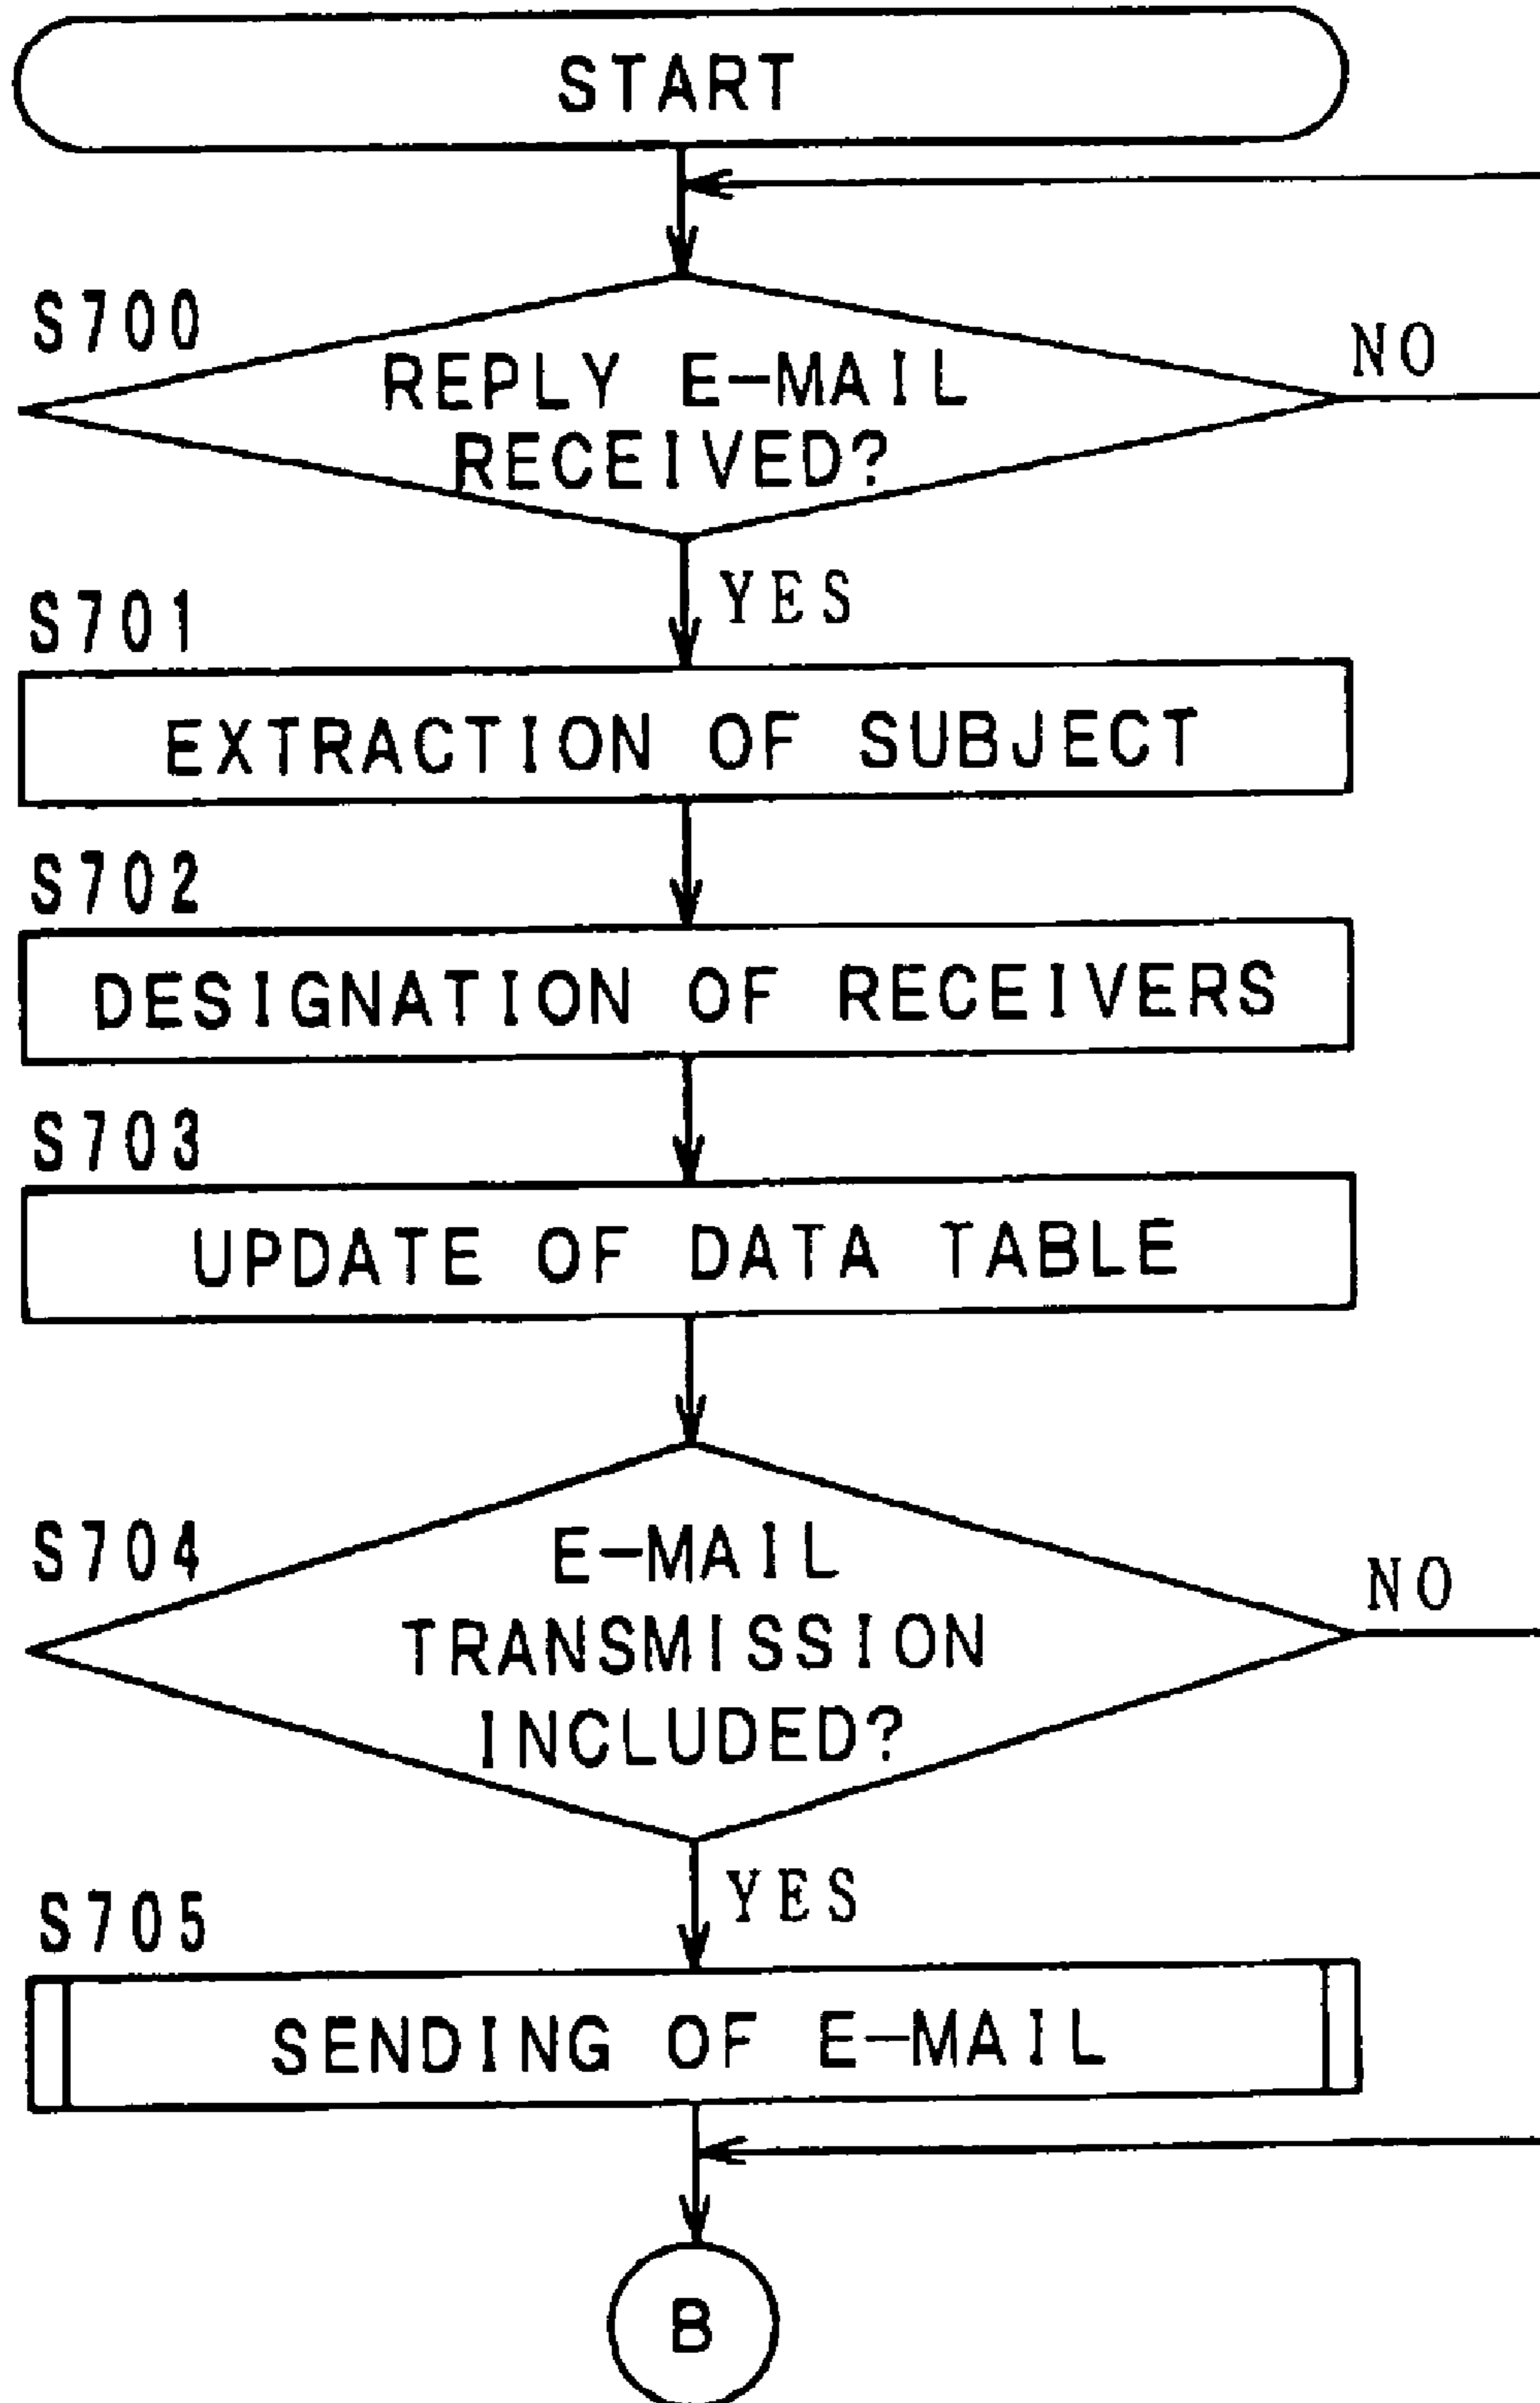 START
S700
REPLY E-MAIL
RECEIVED?
NO
YES
S701
EXTRACTION OF SUBJECT
S702
DESIGNATION OF RECEIVERS
S703
UPDATE OF DATA TABLE
S704
E-MAIL
TRANSMISSION
INCLUDED?
NO
YES
S705
SENDING OF E-MAIL
B